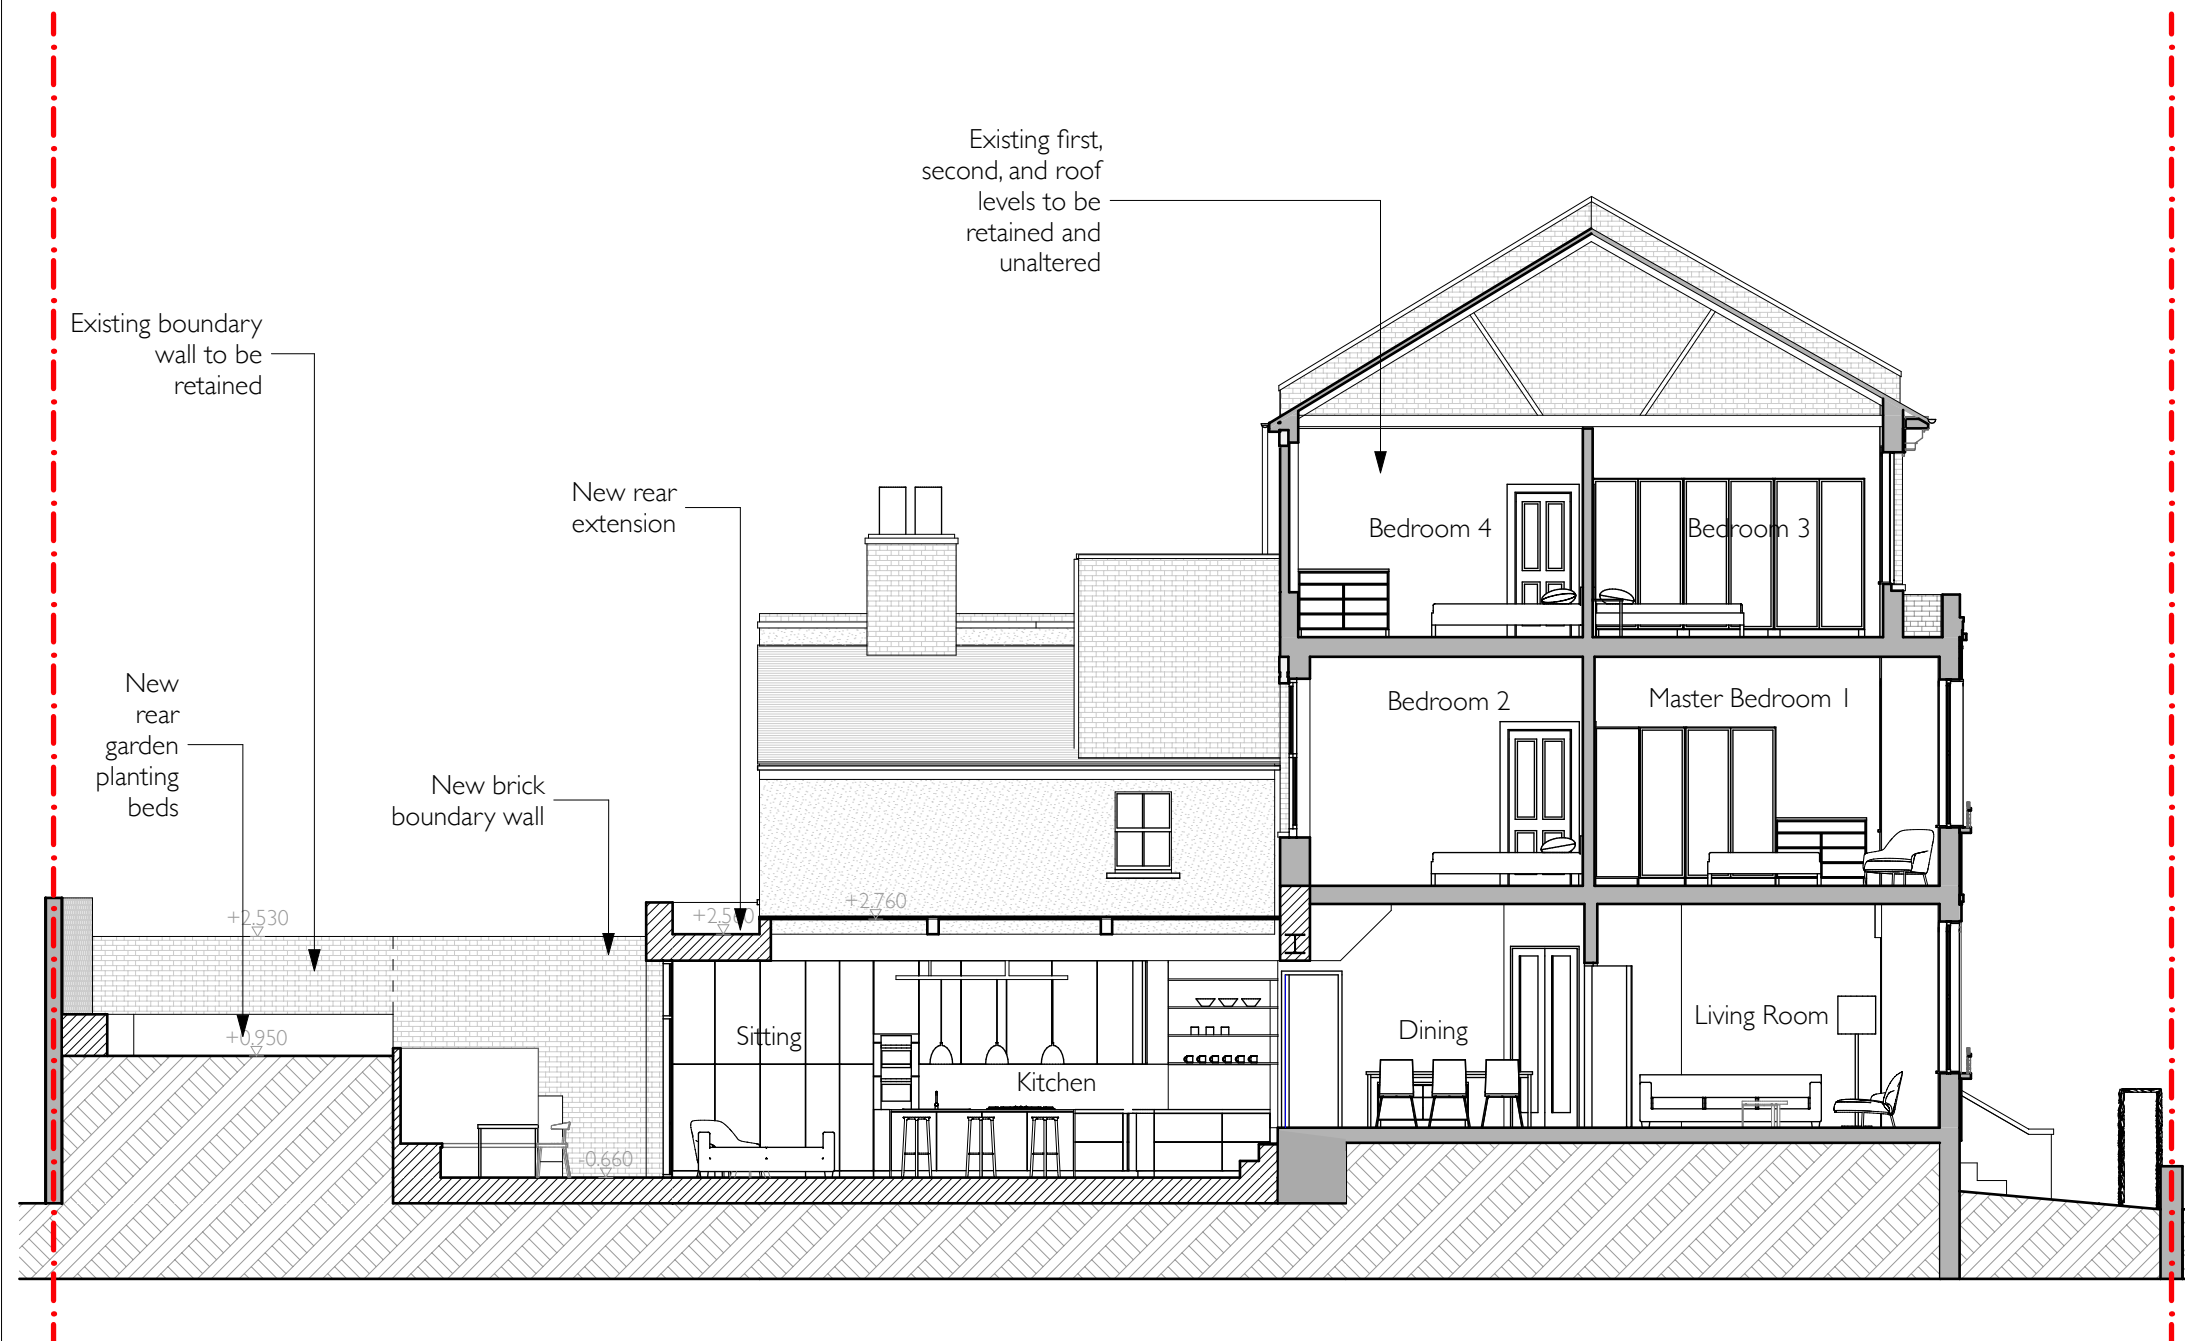 Existing first,
second, and roof
levels to be
retained and
unaltered
Existing boundary
wall to be
retained
New rear
extension
New
rear
garden
planting
beds
New brick
boundary wall
Bedroom 4
Bedroom 3
Bedroom 2
Master Bedroom 1
+2.530
+2.560
+2.760
+0.950
-0.660
Sitting
Kitchen
Dining
Living Room